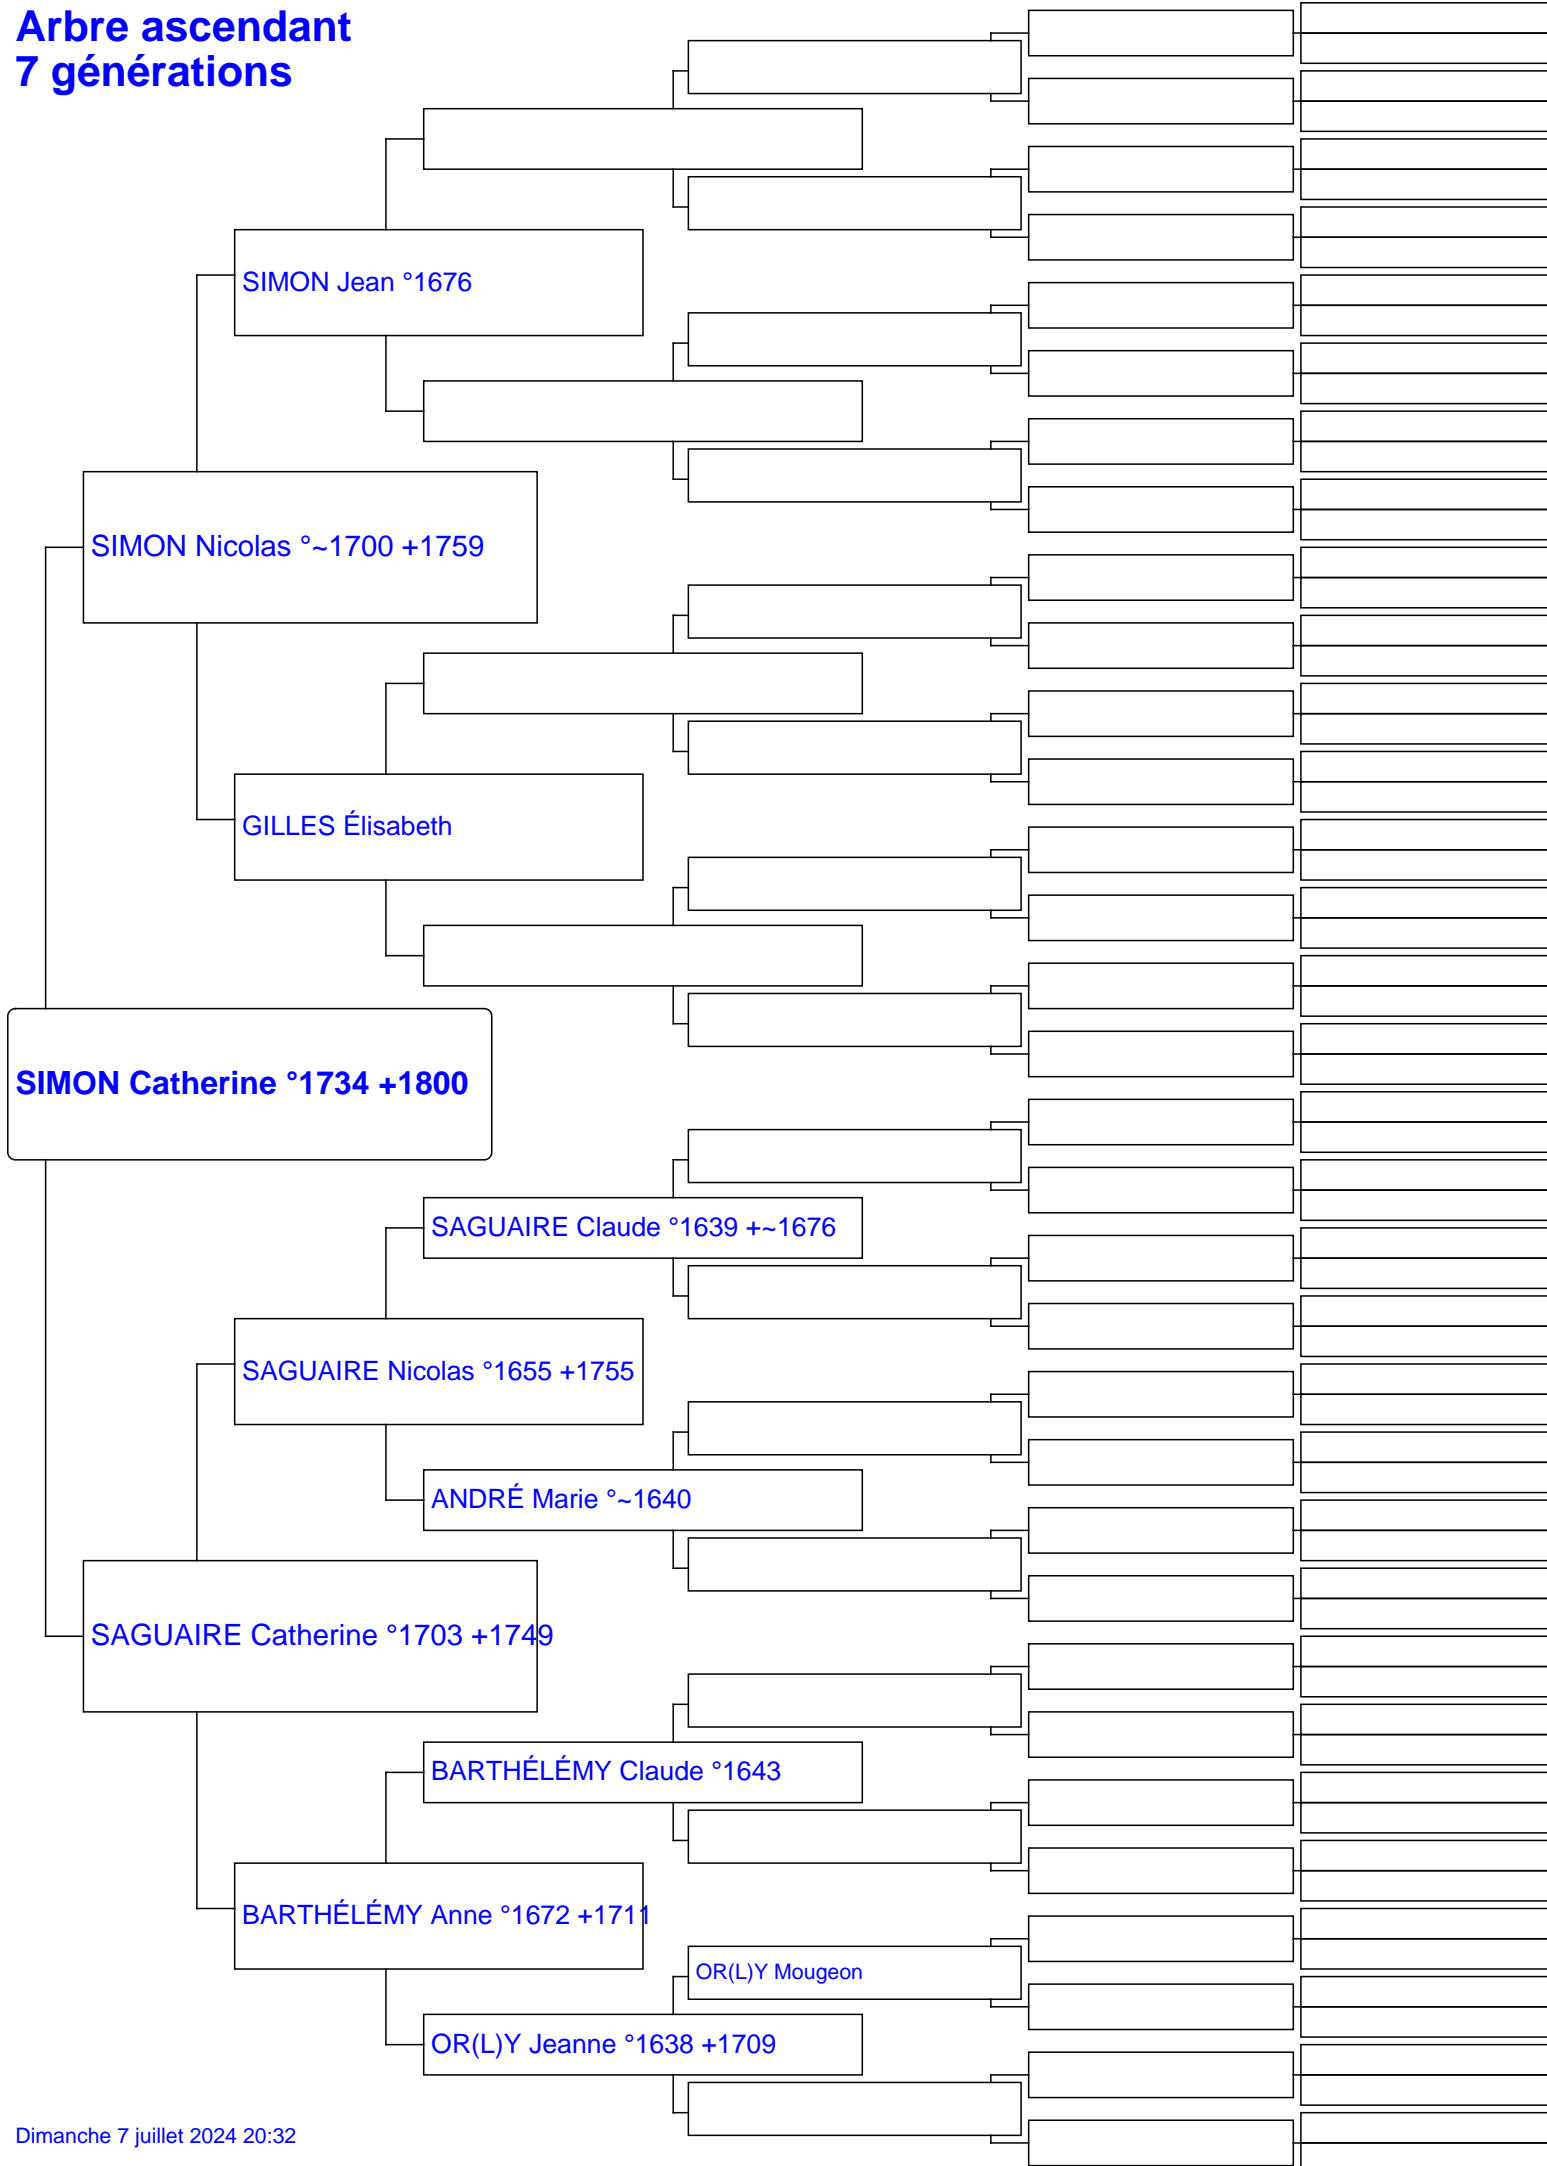 Arbre ascendant
7 générations
SIMON Jean °1676
SIMON Nicolas °~1700 +1759
GILLES Élisabeth
SIMON Catherine °1734 +1800
SAGUAIRE Claude °1639 +~1676
SAGUAIRE Nicolas °1655 +1755
ANDRÉ Marie °~1640
SAGUAIRE Catherine °1703 +1749
BARTHÉLÉMY Claude °1643
BARTHÉLÉMY Anne °1672 +1711
OR(L)Y Mougeon
OR(L)Y Jeanne °1638 +1709
Dimanche 7 juillet 2024 20:32